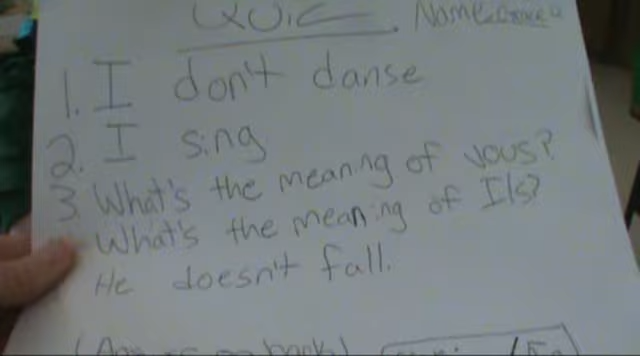 QUIZ Name
1. I don't danse
2. I sing
3. What's the meaning of vous?
What's the meaning of Ils?
He doesn't fall.
back)